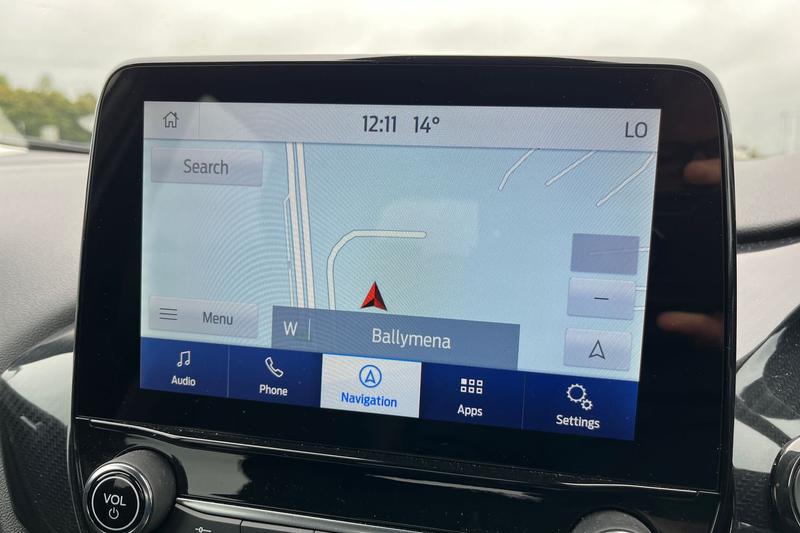 12:11 14° LO
Search
Menu
W Ballymena
Audio Phone Navigation Apps Settings
VOL